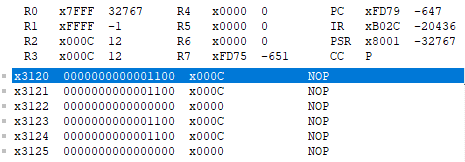 R0 x7FFF 32767 R4 x0000 0 PC xFD79 -647
R1 xFFFF -1 R5 x0000 0 IR xB02C -20436
R2 x000C 12 R6 x0000 0 PSR x8001 -32767
R3 x000C 12 R7 xFD75 -651 CC P
x3120 0000000000001100 x000C NOP
x3121 0000000000001100 x000C NOP
x3122 0000000000000000 x0000 NOP
x3123 0000000000001100 x000C NOP
x3124 0000000000001100 x000C NOP
x3125 0000000000000000 x0000 NOP